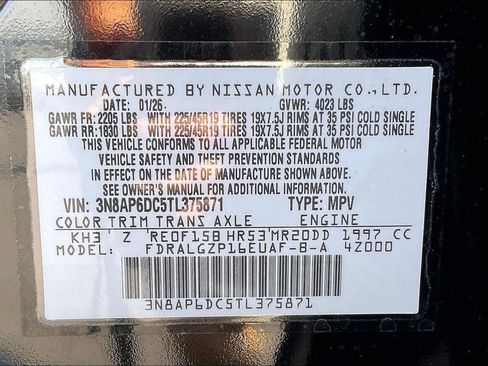 MANUFACTURED BY NISSAN MOTOR CO.,LTD.
DATE: 01/26 GVWR: 4023 LBS
GAWR FR: 2205 LBS WITH 225/45R19 TIRES 19X7.5J RIMS AT 35 PSI COLD SINGLE
GAWR RR: 1830 LBS WITH 225/45R19 TIRES 19X7.5J RIMS AT 35 PSI COLD SINGLE
THIS VEHICLE CONFORMS TO ALL APPLICABLE FEDERAL MOTOR
VEHICLE SAFETY AND THEFT PREVENTION STANDARDS
IN EFFECT ON THE DATE OF MANUFACTURE SHOWN ABOVE.
SEE OWNER'S MANUAL FOR ADDITIONAL INFORMATION.
VIN: 3N8AP6DC5TL375871 TYPE: MPV
COLOR TRIM TRANS AXLE ENGINE
KH3 ' Z 'RE0F15B HR53'MR20DD 1997 CC
MODEL: FDRALGZP16EUAF-B-A 4Z000
3N8AP6DC5TL375871